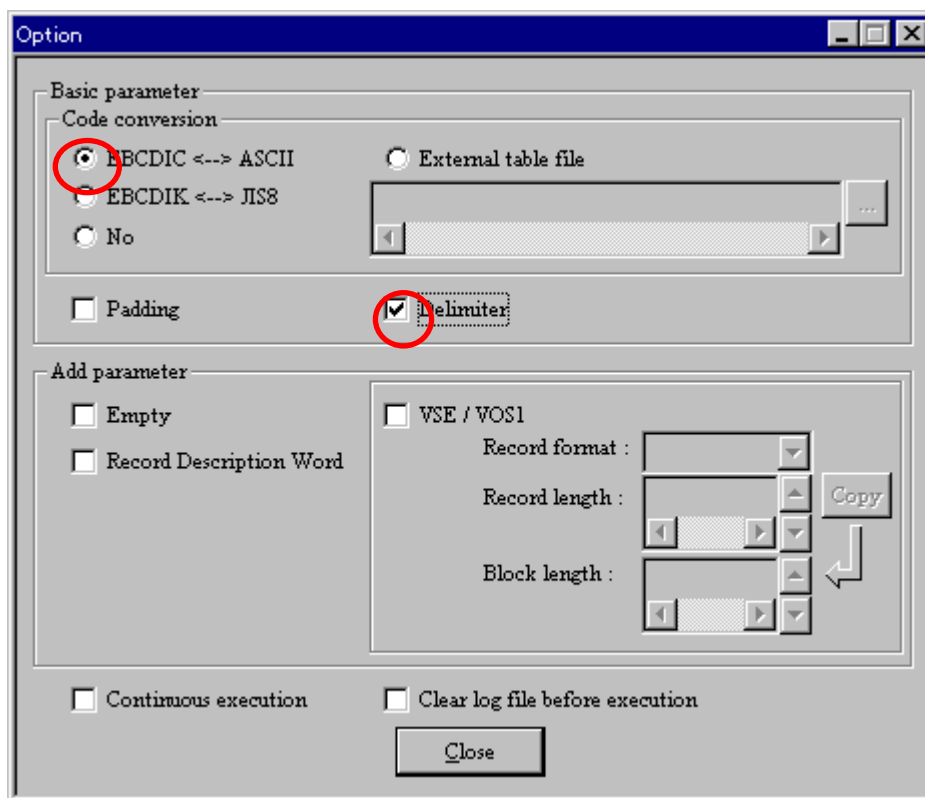 Option
Basic parameter
Code conversion
EBCDIC <--> ASCII
External table file
EBCDIK <--> JIS8
...
No
Padding
Delimiter
Add parameter
Empty
VSE / VOS1
Record Description Word
Record format :
Record length :
Copy
Block length :
Continuous execution
Clear log file before execution
Close